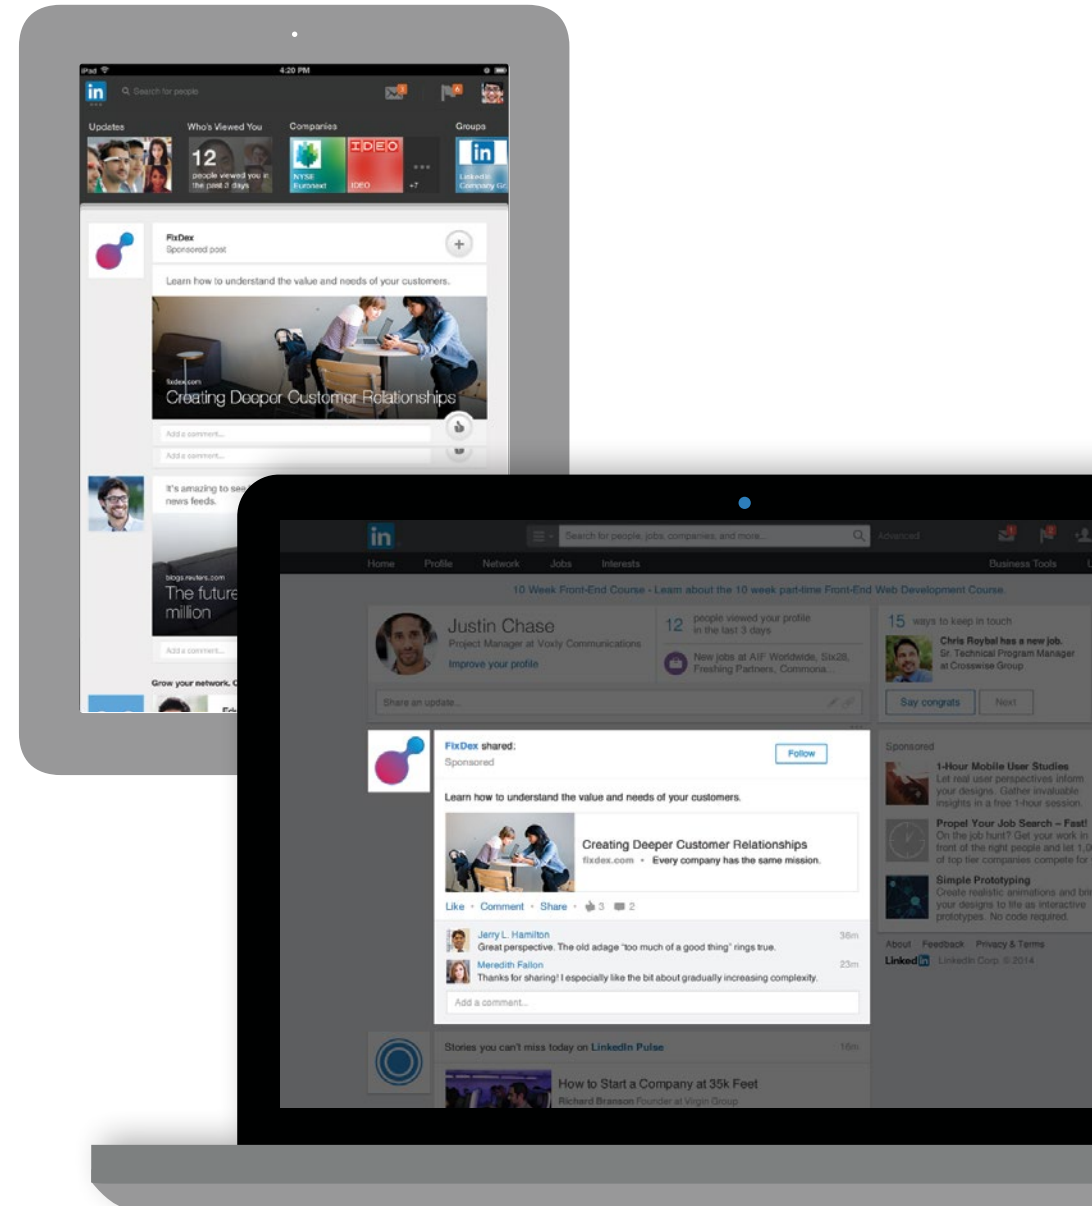 iPad
4:20 PM
in
Search for people
3
6
Updates
Who's Viewed You
Companies
Groups
12
people viewed you in
the past 3 days
NYSE
Euronext
IDEO
IDEO
+7
in
LinkedIn
Company Gr
FixDex
Sponsored post
Learn how to understand the value and needs of your customers.
fixdex.com
Creating Deeper Customer Relationships
Add a comment...
Add a comment...
It's amazing to see
news feeds.
blogs.reuters.com
The future
million
Add a comment...
Grow your network. C
in
Search for people, jobs, companies, and more...
Advanced
Home Profile Network Jobs Interests
Business Tools
10 Week Front-End Course - Learn about the 10 week part-time Front-End Web Development Course.
Justin Chase
Project Manager at Voxly Communications
Improve your profile
12 people viewed your profile
in the last 3 days
New jobs at AIF Worldwide, Six2B,
Freshing Partners, Commona...
Share an update...
15 ways to keep in touch
Chris Roybal has a new job.
Sr. Technical Program Manager
at Crosswise Group
Say congrats
Next
FixDex shared:
Sponsored
Follow
Learn how to understand the value and needs of your customers.
Creating Deeper Customer Relationships
fixdex.com • Every company has the same mission.
Like • Comment • Share • 3 2
Jerry L. Hamilton 36m
Great perspective. The old adage "too much of a good thing" rings true.
Meredith Fallon 23m
Thanks for sharing! I especially like the bit about gradually increasing complexity.
Add a comment...
Sponsored
1-Hour Mobile User Studies
Let real user perspectives inform
your designs. Gather invaluable
insights in a free 1-hour session.
Propel Your Job Search – Fast!
On the job hunt? Get your work in
front of the right people and let 1,00
of top tier companies compete for
Simple Prototyping
Create realistic animations and brin
your designs to life as interactive
prototypes. No code required.
About Feedback Privacy & Terms
LinkedIn LinkedIn Corp. © 2014
Stories you can't miss today on LinkedIn Pulse 16m
How to Start a Company at 35k Feet
Richard Branson Founder at Virgin Group